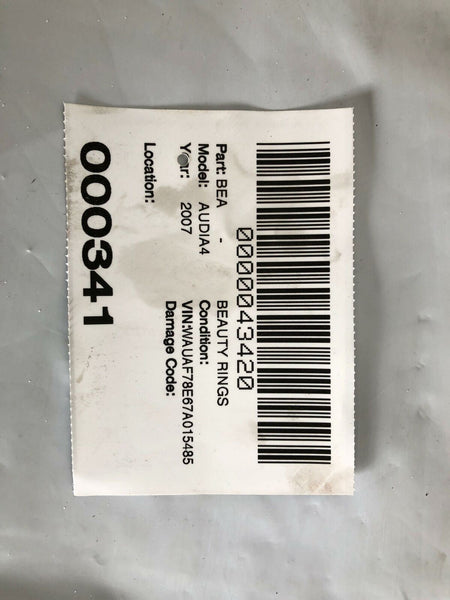 0000043420
Part: BEA - BEAUTY RINGS
Model: AUDIA4 Condition:
Year: 2007 VIN:WAUAF78E67A015485
Damage Code:
Location:
000341